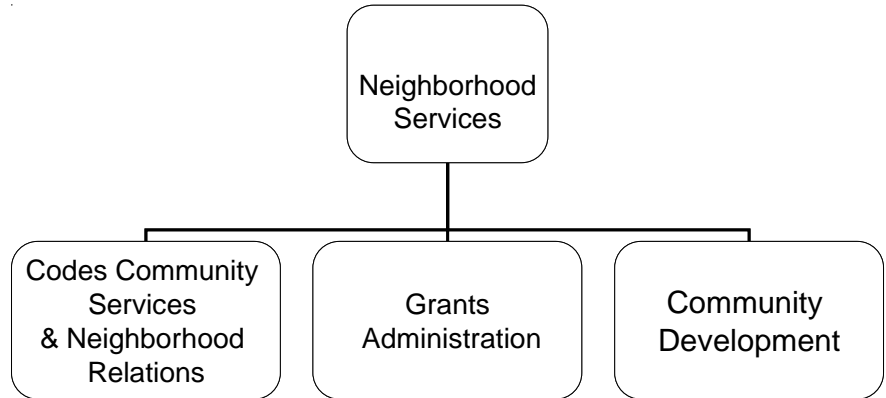 Neighborhood
Services
Codes Community
Services
& Neighborhood
Relations
Grants
Administration
Community
Development